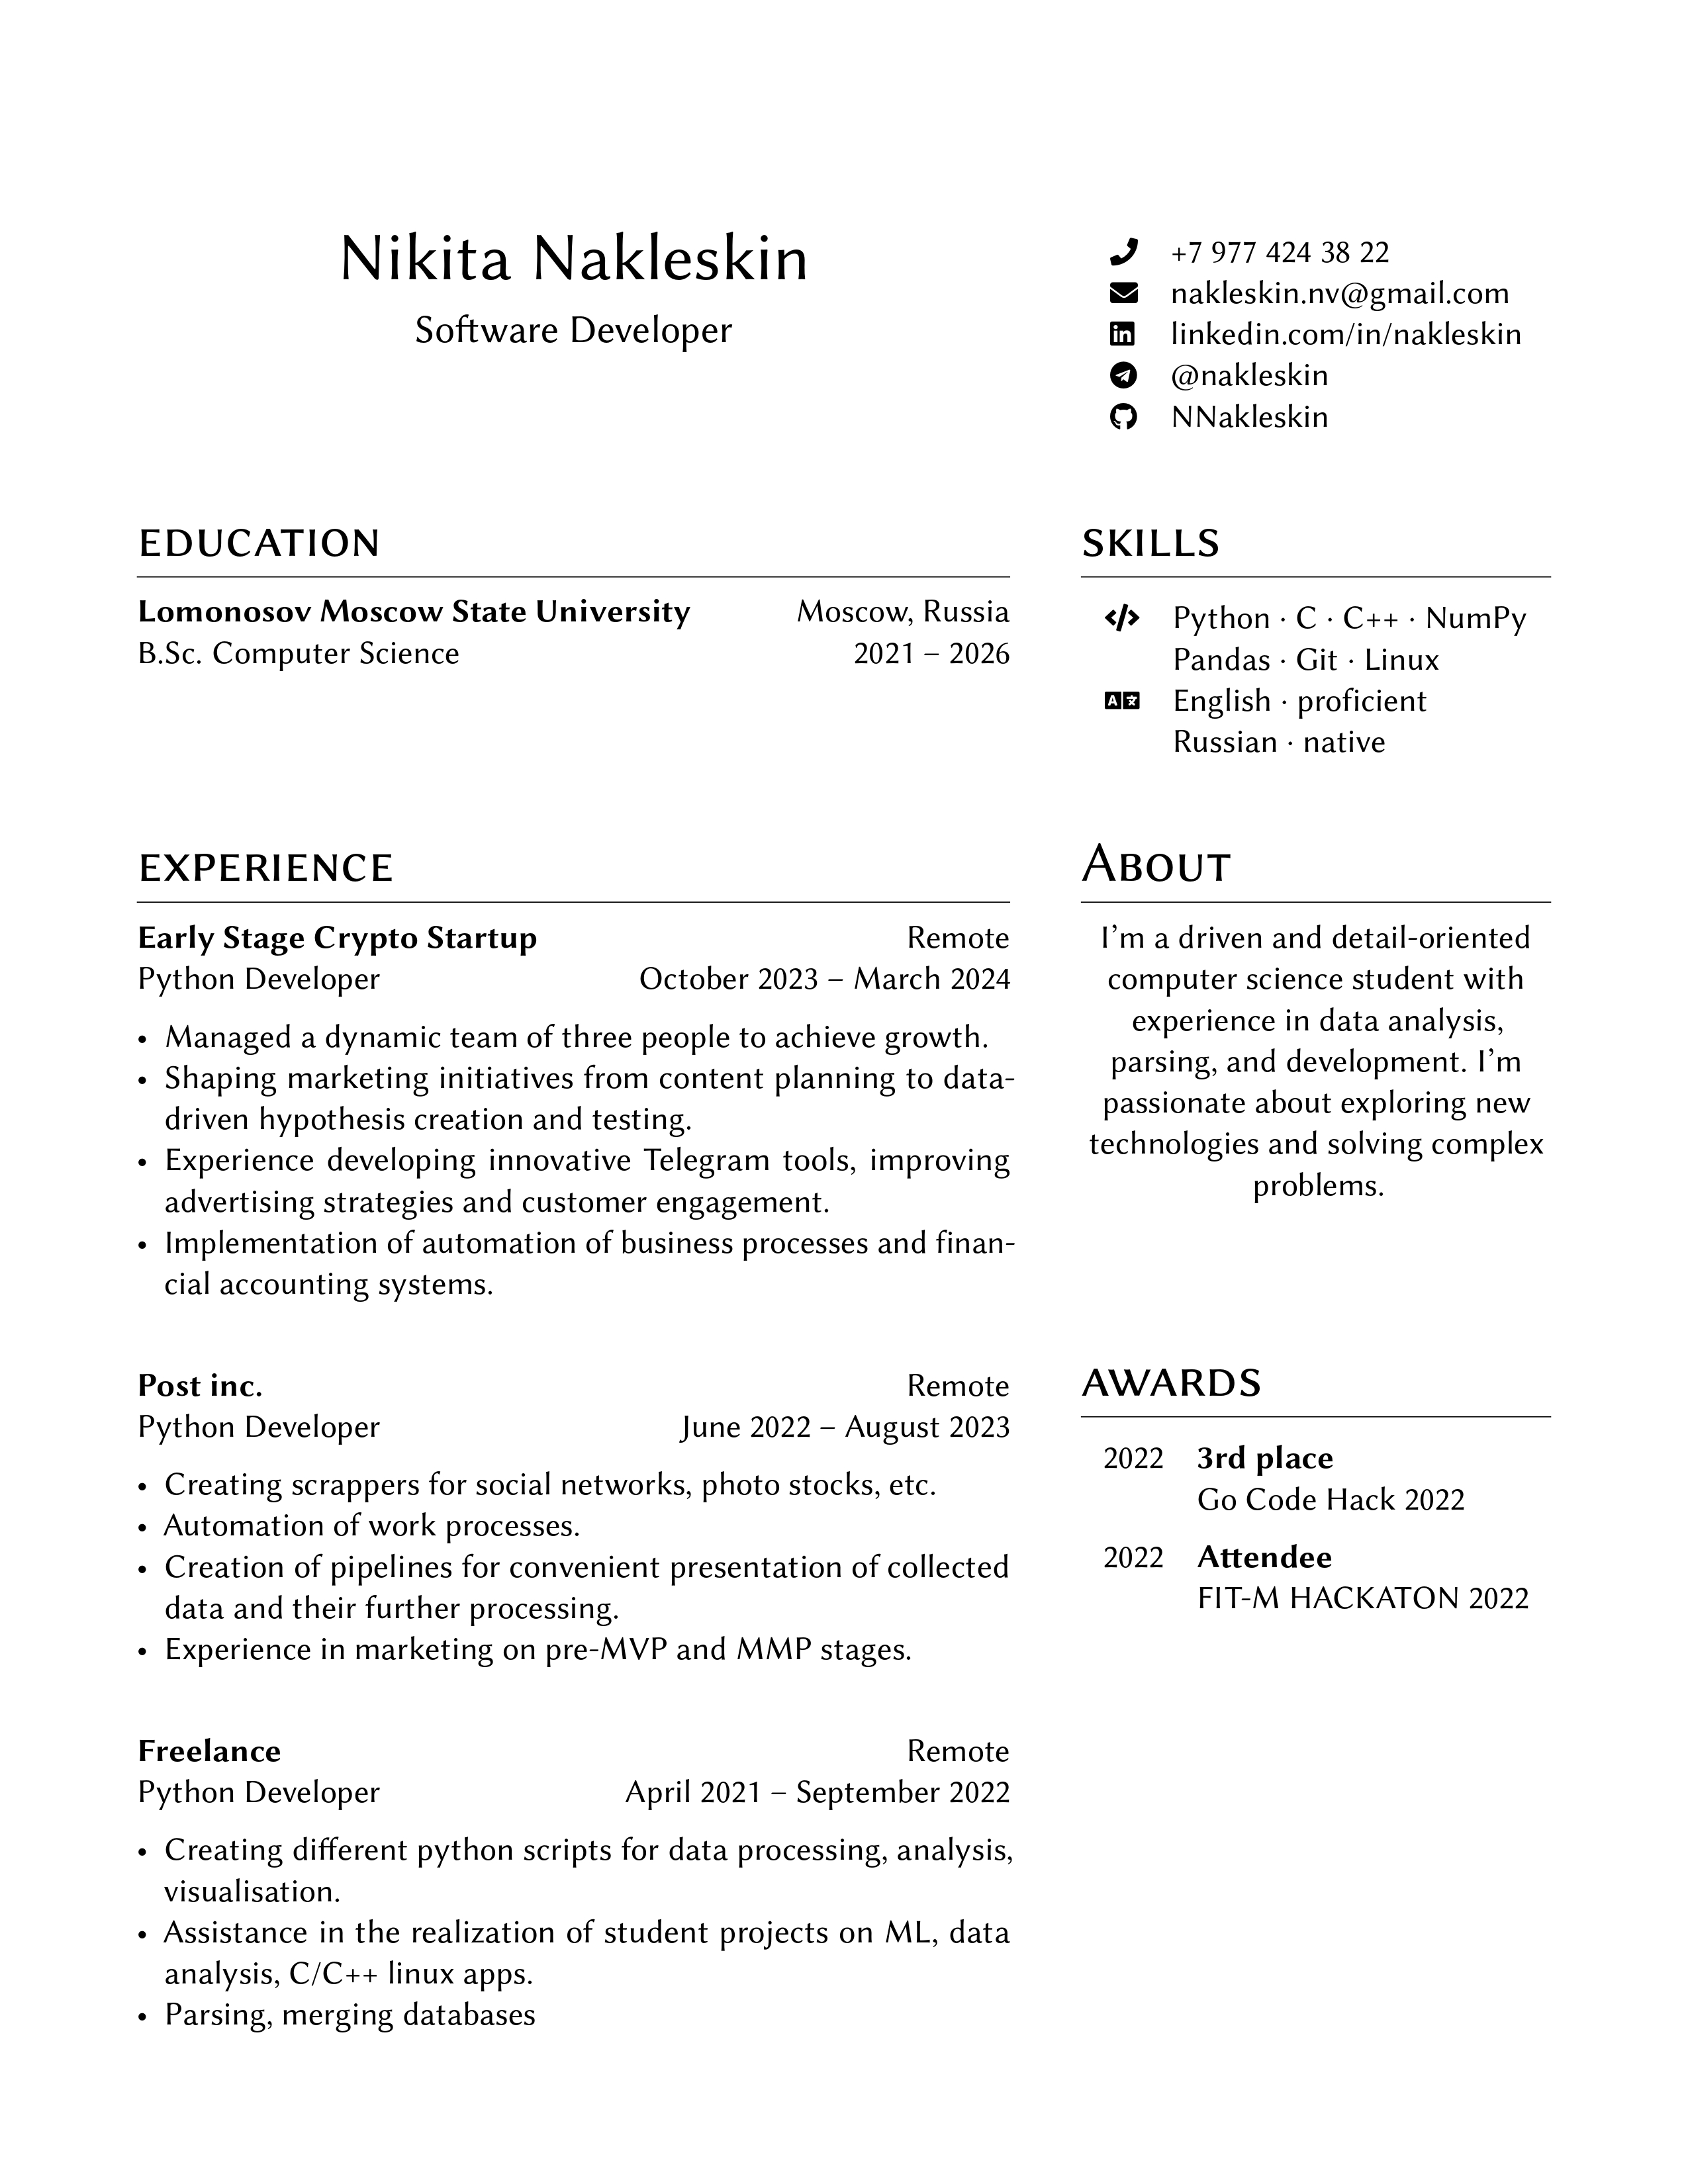 Nikita Nakleskin
Software Developer
+7 977 424 38 22
nakleskin.nv@gmail.com
linkedin.com/in/nakleskin
@nakleskin
NNakleskin
EDUCATION
Lomonosov Moscow State University Moscow, Russia
B.Sc. Computer Science 2021 – 2026
SKILLS
Python · C · C++ · NumPy
Pandas · Git · Linux
English · proficient
Russian · native
EXPERIENCE
Early Stage Crypto Startup Remote
Python Developer October 2023 – March 2024
• Managed a dynamic team of three people to achieve growth.
• Shaping marketing initiatives from content planning to data-
driven hypothesis creation and testing.
• Experience developing innovative Telegram tools, improving
advertising strategies and customer engagement.
• Implementation of automation of business processes and finan-
cial accounting systems.
Post inc. Remote
Python Developer June 2022 – August 2023
• Creating scrappers for social networks, photo stocks, etc.
• Automation of work processes.
• Creation of pipelines for convenient presentation of collected
data and their further processing.
• Experience in marketing on pre-MVP and MMP stages.
Freelance Remote
Python Developer April 2021 – September 2022
• Creating different python scripts for data processing, analysis,
visualisation.
• Assistance in the realization of student projects on ML, data
analysis, C/C++ linux apps.
• Parsing, merging databases
ABOUT
I'm a driven and detail-oriented
computer science student with
experience in data analysis,
parsing, and development. I'm
passionate about exploring new
technologies and solving complex
problems.
AWARDS
2022 3rd place
Go Code Hack 2022
2022 Attendee
FIT-M HACKATON 2022